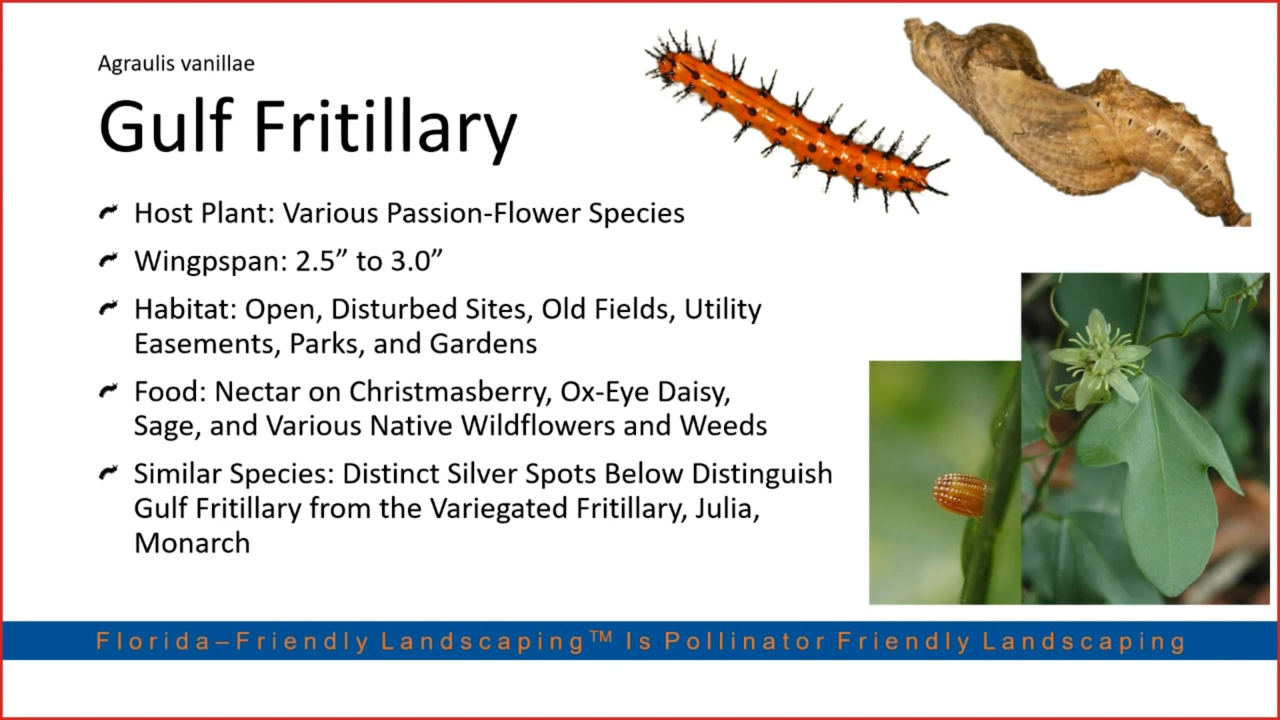 Agraulis vanillae
Gulf Fritillary
Host Plant: Various Passion-Flower Species
Wingpspan: 2.5” to 3.0”
Habitat: Open, Disturbed Sites, Old Fields, Utility
Easements, Parks, and Gardens
Food: Nectar on Christmasberry, Ox-Eye Daisy,
Sage, and Various Native Wildflowers and Weeds
Similar Species: Distinct Silver Spots Below Distinguish
Gulf Fritillary from the Variegated Fritillary, Julia,
Monarch
Florida–Friendly Landscaping™ Is Pollinator Friendly Landscaping